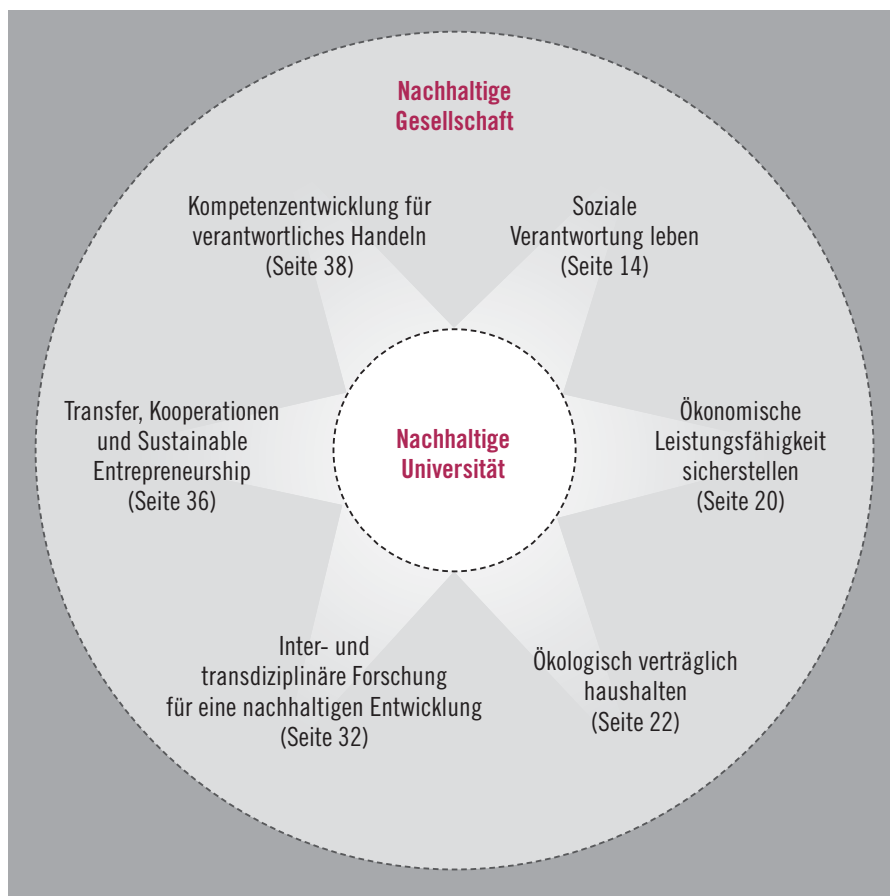 Nachhaltige
Gesellschaft
Kompetenzentwicklung für
verantwortliches Handeln
(Seite 38)
Soziale
Verantwortung leben
(Seite 14)
Transfer, Kooperationen
und Sustainable
Entrepreneurship
(Seite 36)
Nachhaltige
Universität
Ökonomische
Leistungsfähigkeit
sicherstellen
(Seite 20)
Inter- und
transdiziplinäre Forschung
für eine nachhaltigen Entwicklung
(Seite 32)
Ökologisch verträglich
haushalten
(Seite 22)